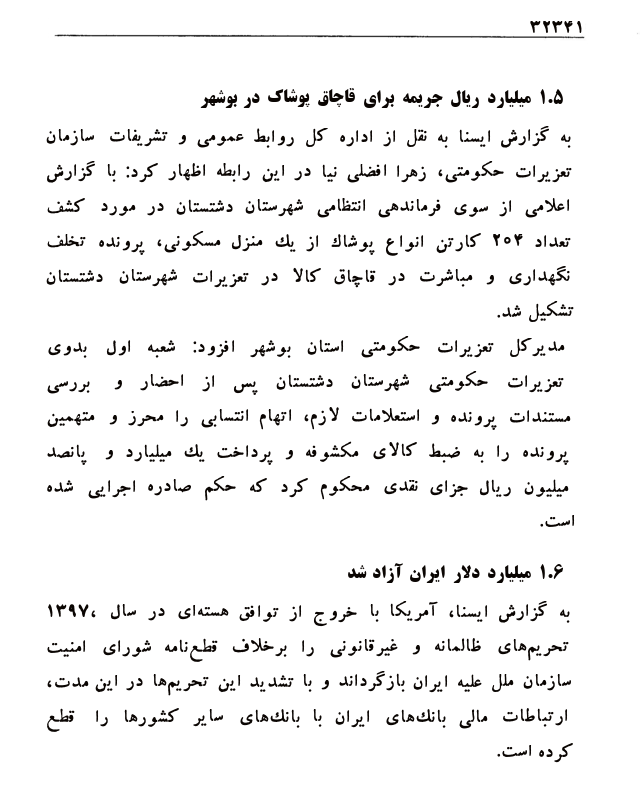 ۳۲۳۴۱
۱.۵ میلیارد ریال جریمه برای قاچاق پوشاک در بوشهر
به گزارش ایسنا به نقل از اداره کل روابط عمومی و تشریفات سازمان
تعزیرات حکومتی، زهرا افضلی نیا در این رابطه اظهار کرد: با گزارش
اعلامی از سوی فرماندهی انتظامی شهرستان دشتستان در مورد کشف
تعداد ۲۰۴ کارتن انواع پوشاک از یک منزل مسکونی، پرونده تخلف
نگهداری و مباشرت در قاچاق کالا در تعزیرات شهرستان دشتستان
تشکیل شد.
مدیرکل تعزیرات حکومتی استان بوشهر افزود: شعبه اول بدوی
تعزیرات حکومتی شهرستان دشتستان پس از احضار و بررسی
مستندات پرونده و استعلامات لازم، اتهام انتسابی را محرز و متهمین
پرونده را به ضبط کالای مکشوفه و پرداخت یک میلیارد و پانصد
میلیون ریال جزای نقدی محکوم کرد که حکم صادره اجرایی شده
است.
۱.۶ میلیارد دلار ایران آزاد شد
به گزارش ایسنا، آمریکا با خروج از توافق هسته‌ای در سال ۱۳۹۷،
تحریم‌های ظالمانه و غیرقانونی را برخلاف قطع‌نامه شورای امنیت
سازمان ملل علیه ایران بازگرداند و با تشدید این تحریم‌ها در این مدت،
ارتباطات مالی بانک‌های ایران با بانک‌های سایر کشورها را قطع
کرده است.